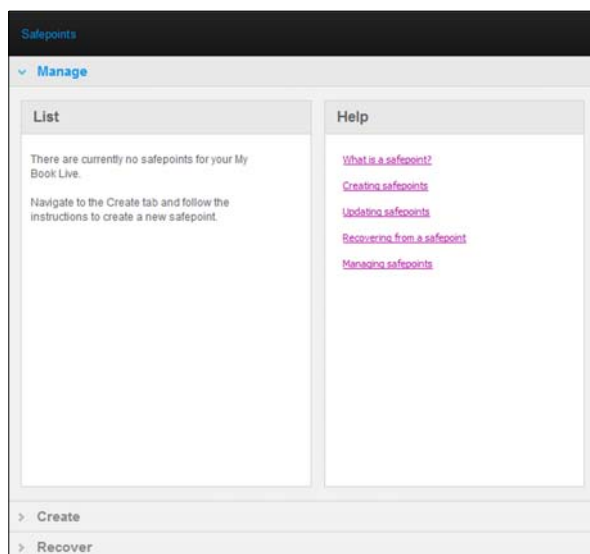 Safepoints
Manage
List
There are currently no safepoints for your My
Book Live.
Navigate to the Create tab and follow the
instructions to create a new safepoint.
Help
What is a safepoint?
Creating safepoints
Updating safepoints
Recovering from a safepoint
Managing safepoints
Create
Recover